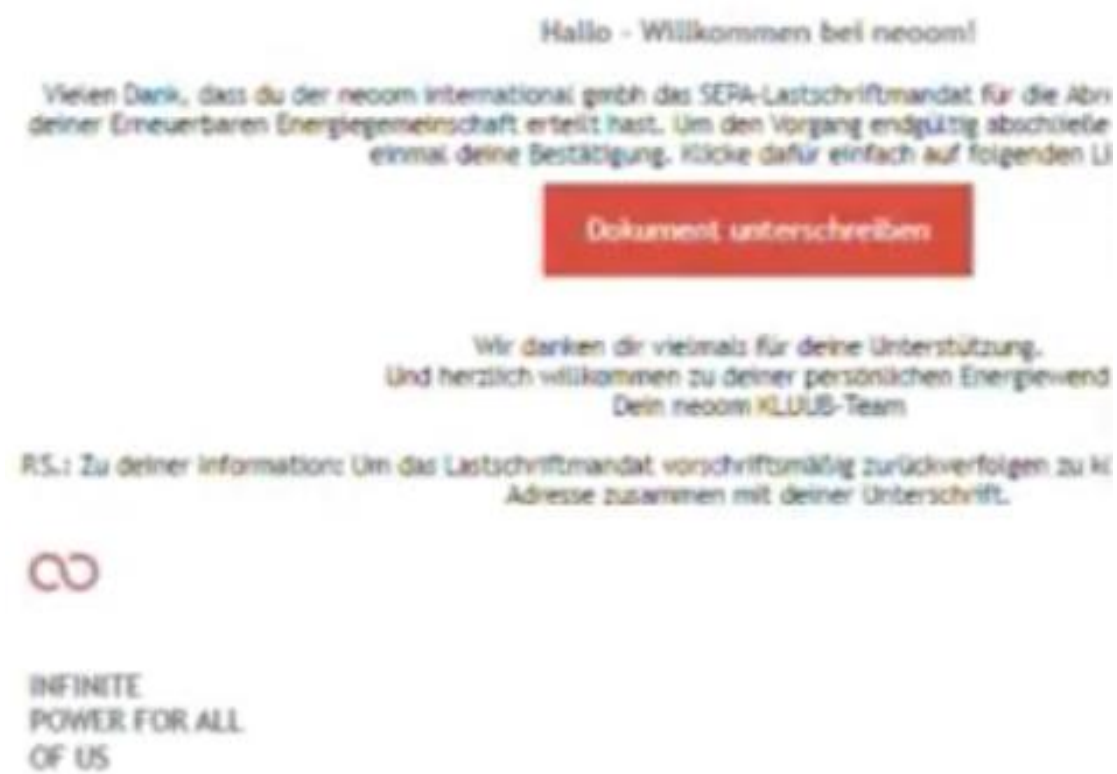 Hallo - Willkommen bei neoom!
Vielen Dank, dass du der neoom international gmbh das SEPA-Lastschriftmandat für die
deiner Erneuerbaren Energiegemeinschaft erteilt hast. Um den Vorgang endgültig abschließe
einmal deine Bestätigung. Klicke dafür einfach auf folgenden Li
Dokument unterschreiben
Wir danken dir vielmals für deine Unterstützung.
Und herzlich willkommen zu deiner persönlichen Energiewend
Dein neoom KLUUB-Team
P.S.: Zu deiner Information: Um das Lastschriftmandat vorschriftsmäßig zurückverfolgen zu
Adresse zusammen mit deiner Unterschrift.
INFINITE
POWER FOR ALL
OF US